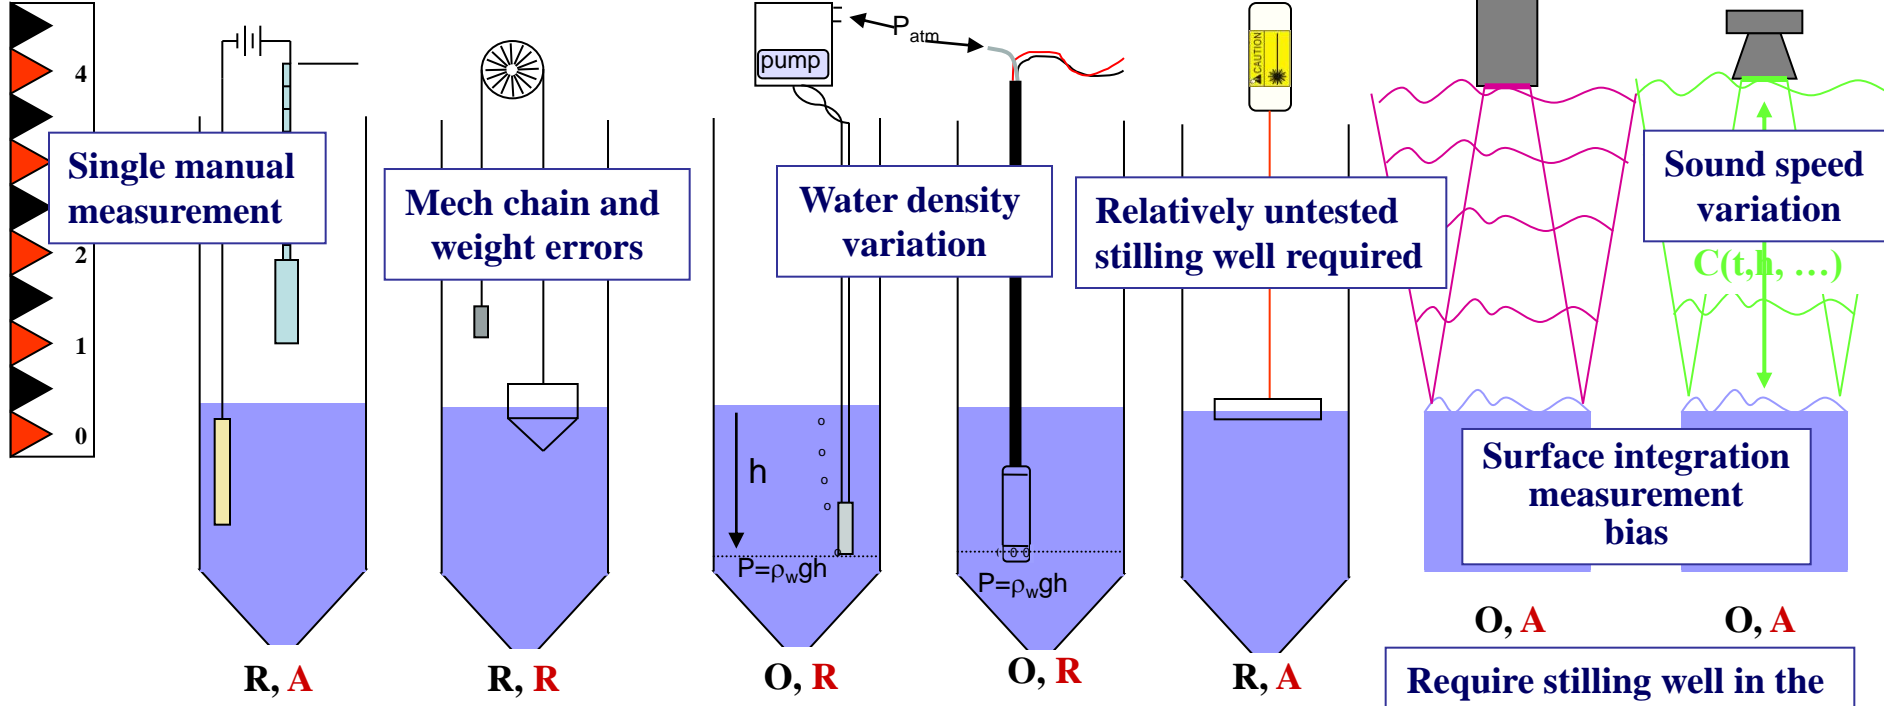 4
2
1
0
Single manual
measurement
R, A
Mech chain and
weight errors
R, R
pump
P atm
Water density
variation
h
P=ρwgh
O, R
P=ρwgh
O, R
CAUTION
Relatively untested
stilling well required
R, A
Sound speed
variation
C(t,h, …)
Surface integration
measurement
bias
O, A
O, A
Require stilling well in the